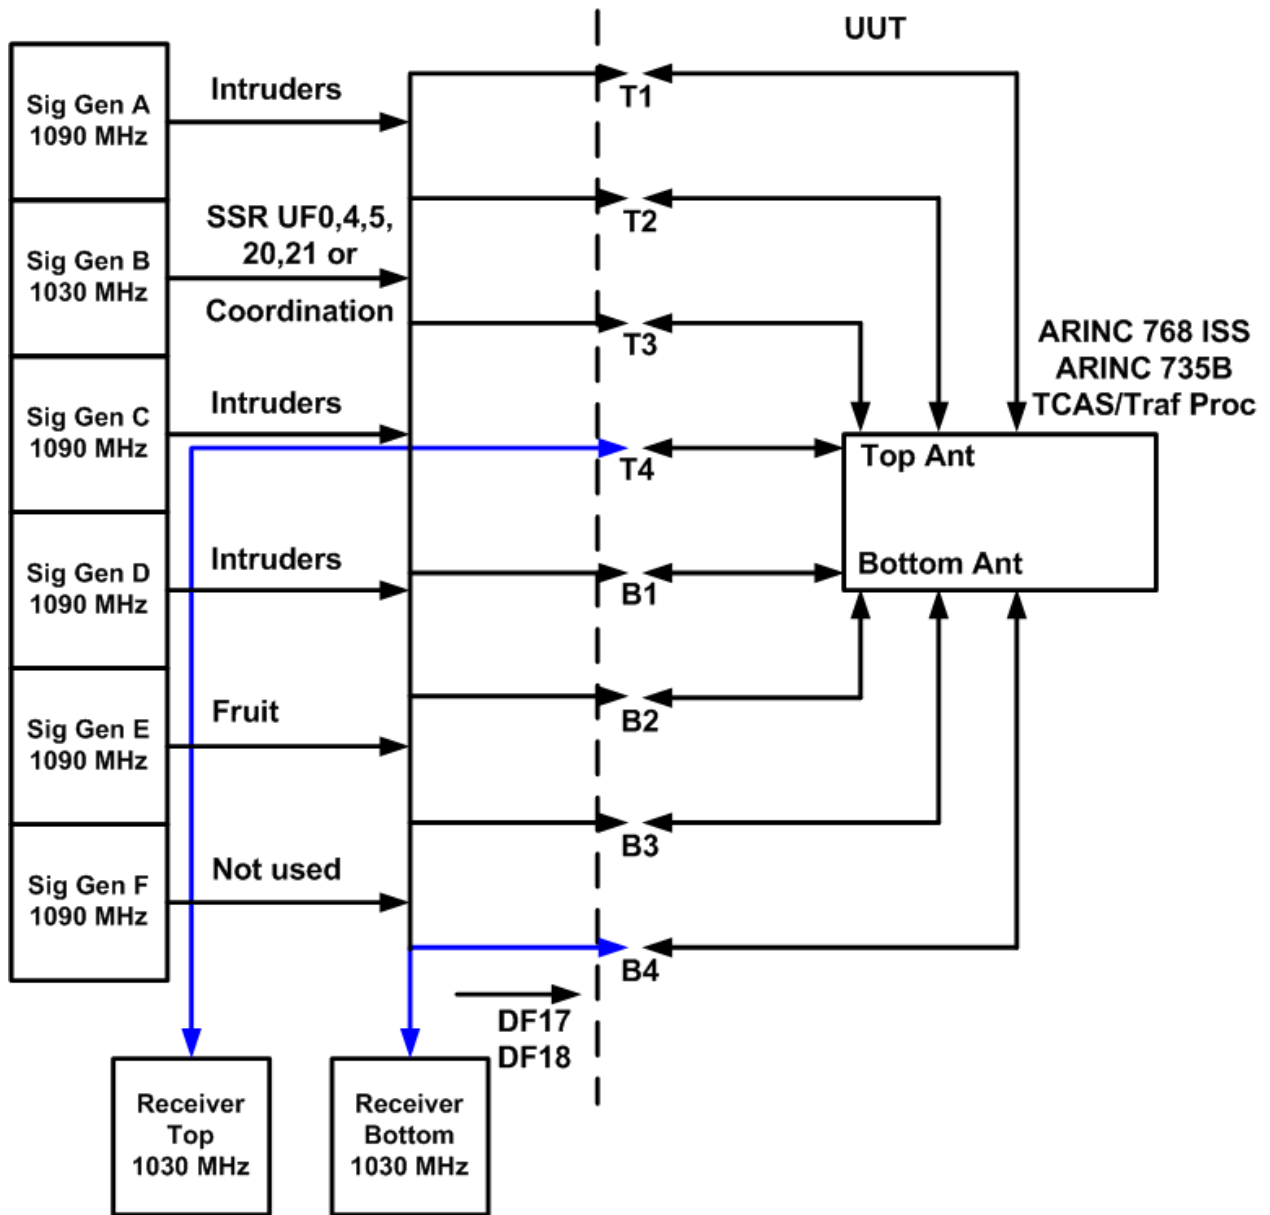 UUT
Sig Gen A
1090 MHz
Intruders
T1
Sig Gen B
1030 MHz
SSR UF0,4,5,
20,21 or
Coordination
T2
T3
ARINC 768 ISS
ARINC 735B
TCAS/Traf Proc
Sig Gen C
1090 MHz
Intruders
T4
Top Ant
Bottom Ant
Sig Gen D
1090 MHz
Intruders
B1
Sig Gen E
1090 MHz
Fruit
B2
B3
Sig Gen F
1090 MHz
Not used
B4
DF17
DF18
Receiver
Top
1030 MHz
Receiver
Bottom
1030 MHz